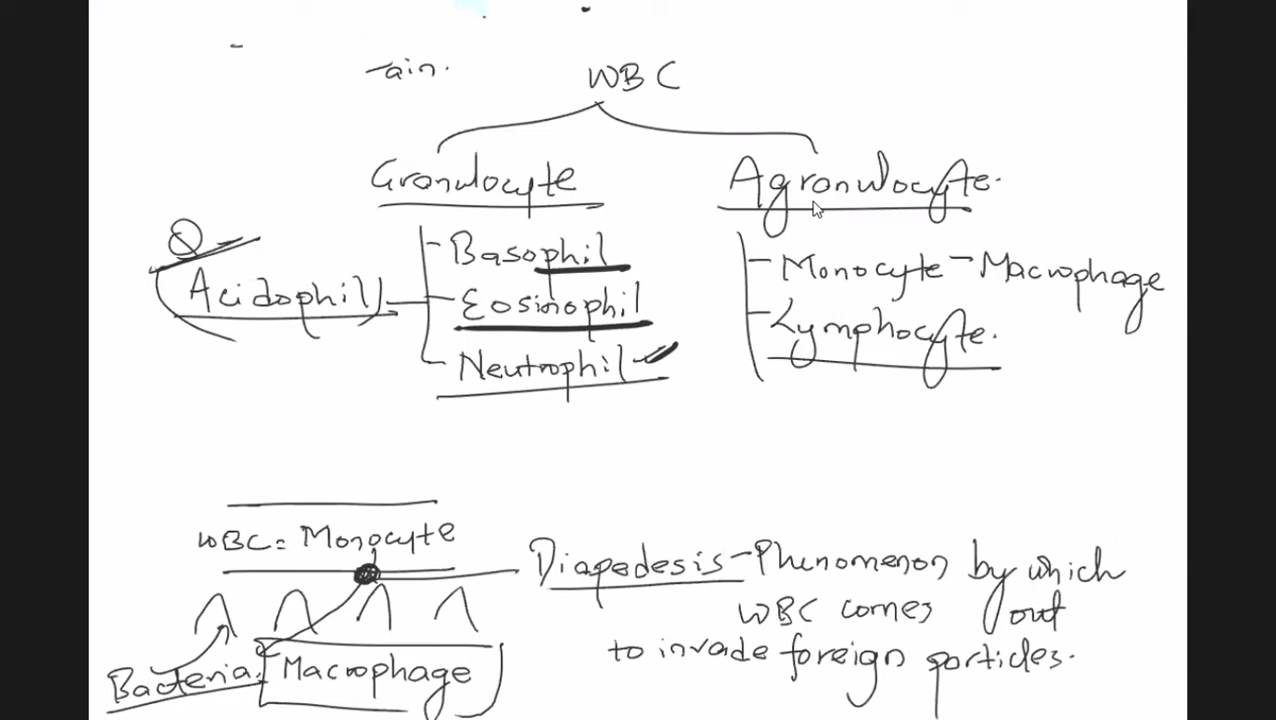 WBC
Granulocyte
Agranulocyte.
Q
Acidophil
Basophil
Eosinophil
Neutrophil
Monocyte - Macrophage
Lymphocyte.
WBC = Monocyte
Bacteria
Macrophage
Diapedesis - Phenomenon by which
WBC comes out
to invade foreign particles.